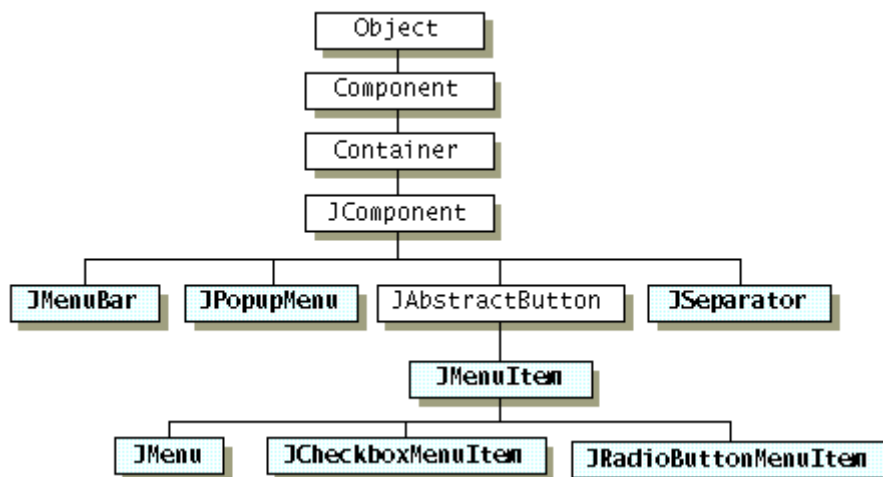 Object
Component
Container
JComponent
JMenuBar
JPopupMenu
JAbstractButton
JSeparator
JMenuItem
JMenu
JCheckboxMenuItem
JRadioButtonMenuItem